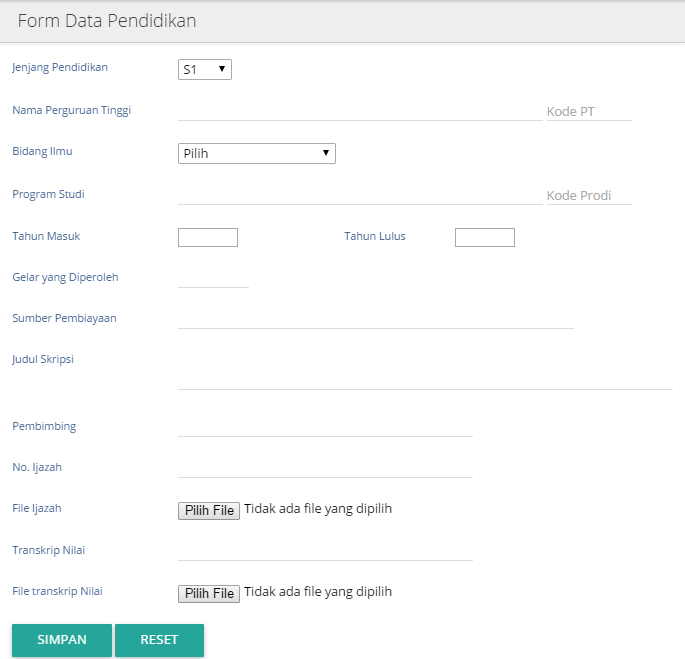 Form Data Pendidikan
Jenjang Pendidikan S1
Nama Perguruan Tinggi Kode PT
Bidang Ilmu Pilih
Program Studi Kode Prodi
Tahun Masuk Tahun Lulus
Gelar yang Diperoleh
Sumber Pembiayaan
Judul Skripsi
Pembimbing
No. Ijazah
File Ijazah Pilih File Tidak ada file yang dipilih
Transkrip Nilai
File transkrip Nilai Pilih File Tidak ada file yang dipilih
SIMPAN RESET